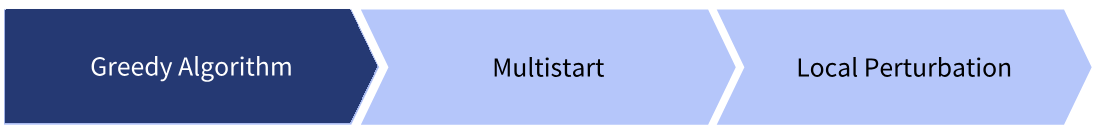 Greedy Algorithm
Multistart
Local Perturbation